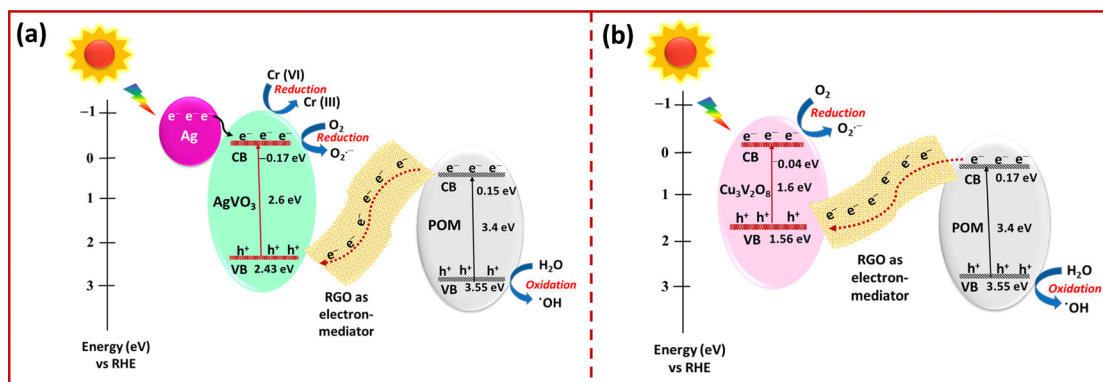 (a)
Cr (VI)
Reduction
Cr (III)
−1
0
1
2
3
e⁻ e⁻ e⁻
Ag
O₂
Reduction
O₂·⁻
e⁻ e⁻ e⁻
CB
−0.17 eV
AgVO₃
2.6 eV
h⁺ h⁺ h⁺
VB 2.43 eV
e⁻ e⁻ e⁻ e⁻ e⁻ e⁻ e⁻
RGO as
electron-
mediator
e⁻ e⁻ e⁻
CB
0.15 eV
POM
3.4 eV
h⁺ h⁺ h⁺
VB 3.55 eV
H₂O
Oxidation
·OH
Energy (eV)
vs RHE
(b)
−1
0
1
2
3
O₂
Reduction
O₂·⁻
e⁻ e⁻ e⁻
CB
−0.04 eV
Cu₃V₂O₈
1.6 eV
h⁺ h⁺ h⁺
VB 1.56 eV
e⁻ e⁻ e⁻ e⁻ e⁻ e⁻
RGO as
electron-
mediator
e⁻ e⁻ e⁻
CB
0.17 eV
POM
3.4 eV
h⁺ h⁺ h⁺
VB 3.55 eV
H₂O
Oxidation
·OH
Energy (eV)
vs RHE